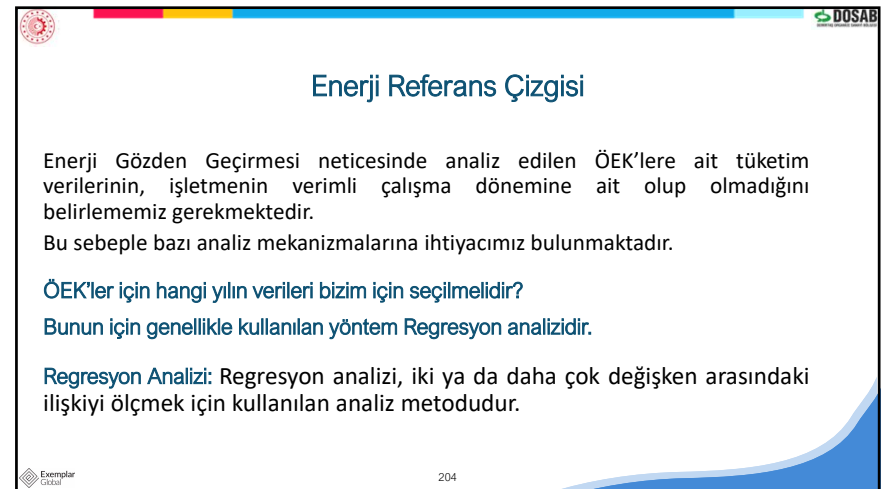 DOSAB
Enerji Referans Çizgisi
Enerji Gözden Geçirmesi neticesinde analiz edilen ÖEK’lere ait tüketim
verilerinin, işletmenin verimli çalışma dönemine ait olup olmadığını
belirlememiz gerekmektedir.
Bu sebeple bazı analiz mekanizmalarına ihtiyacımız bulunmaktadır.
ÖEK’ler için hangi yılın verileri bizim için seçilmelidir?
Bunun için genellikle kullanılan yöntem Regresyon analizidir.
Regresyon Analizi: Regresyon analizi, iki ya da daha çok değişken arasındaki
ilişkiyi ölçmek için kullanılan analiz metodudur.
Exemplar
Global
204